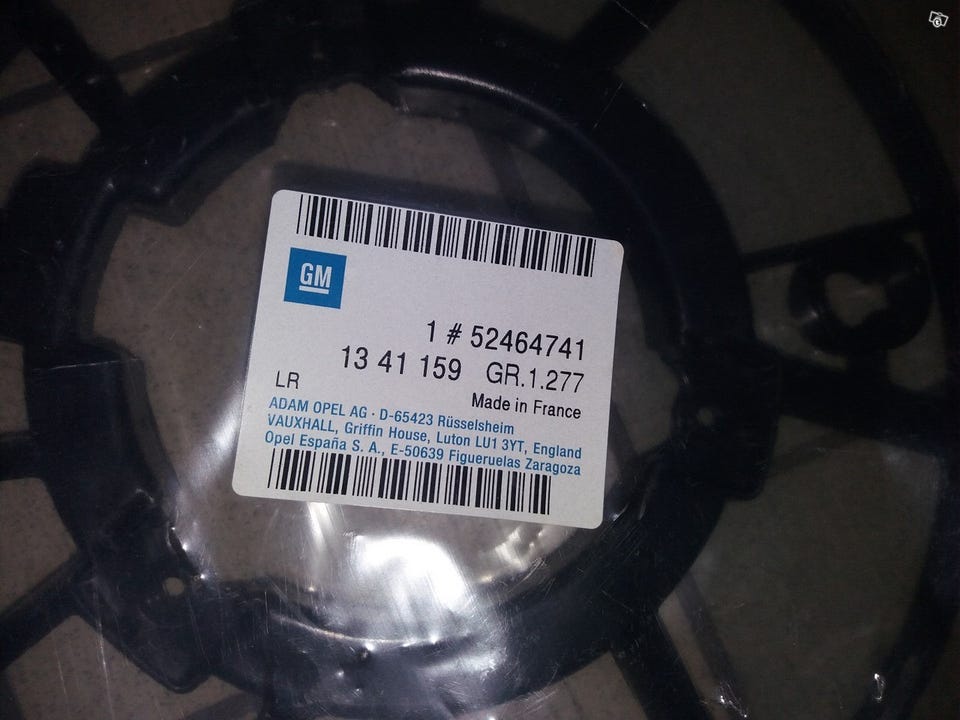 GM
1 # 52464741
13 41 159 GR.1.277
LR
Made in France
ADAM OPEL AG · D-65423 Rüsselsheim
VAUXHALL, Griffin House, Luton LU1 3YT, England
Opel España S. A., E-50639 Figueruelas Zaragoza